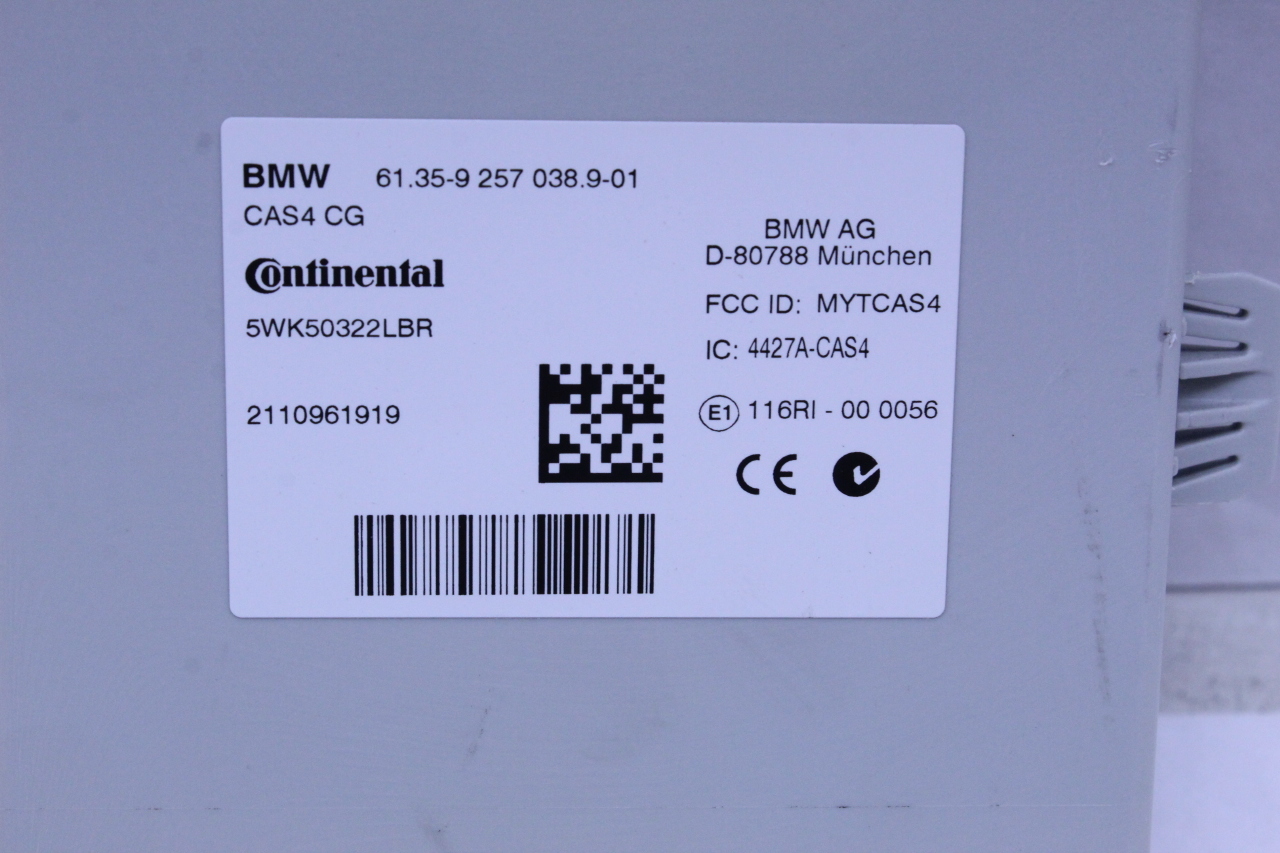 BMW 61.35-9 257 038.9-01
CAS4 CG
Continental
5WK50322LBR
2110961919
BMW AG
D-80788 München
FCC ID: MYTCAS4
IC: 4427A-CAS4
E1 116RI - 00 0056
CE